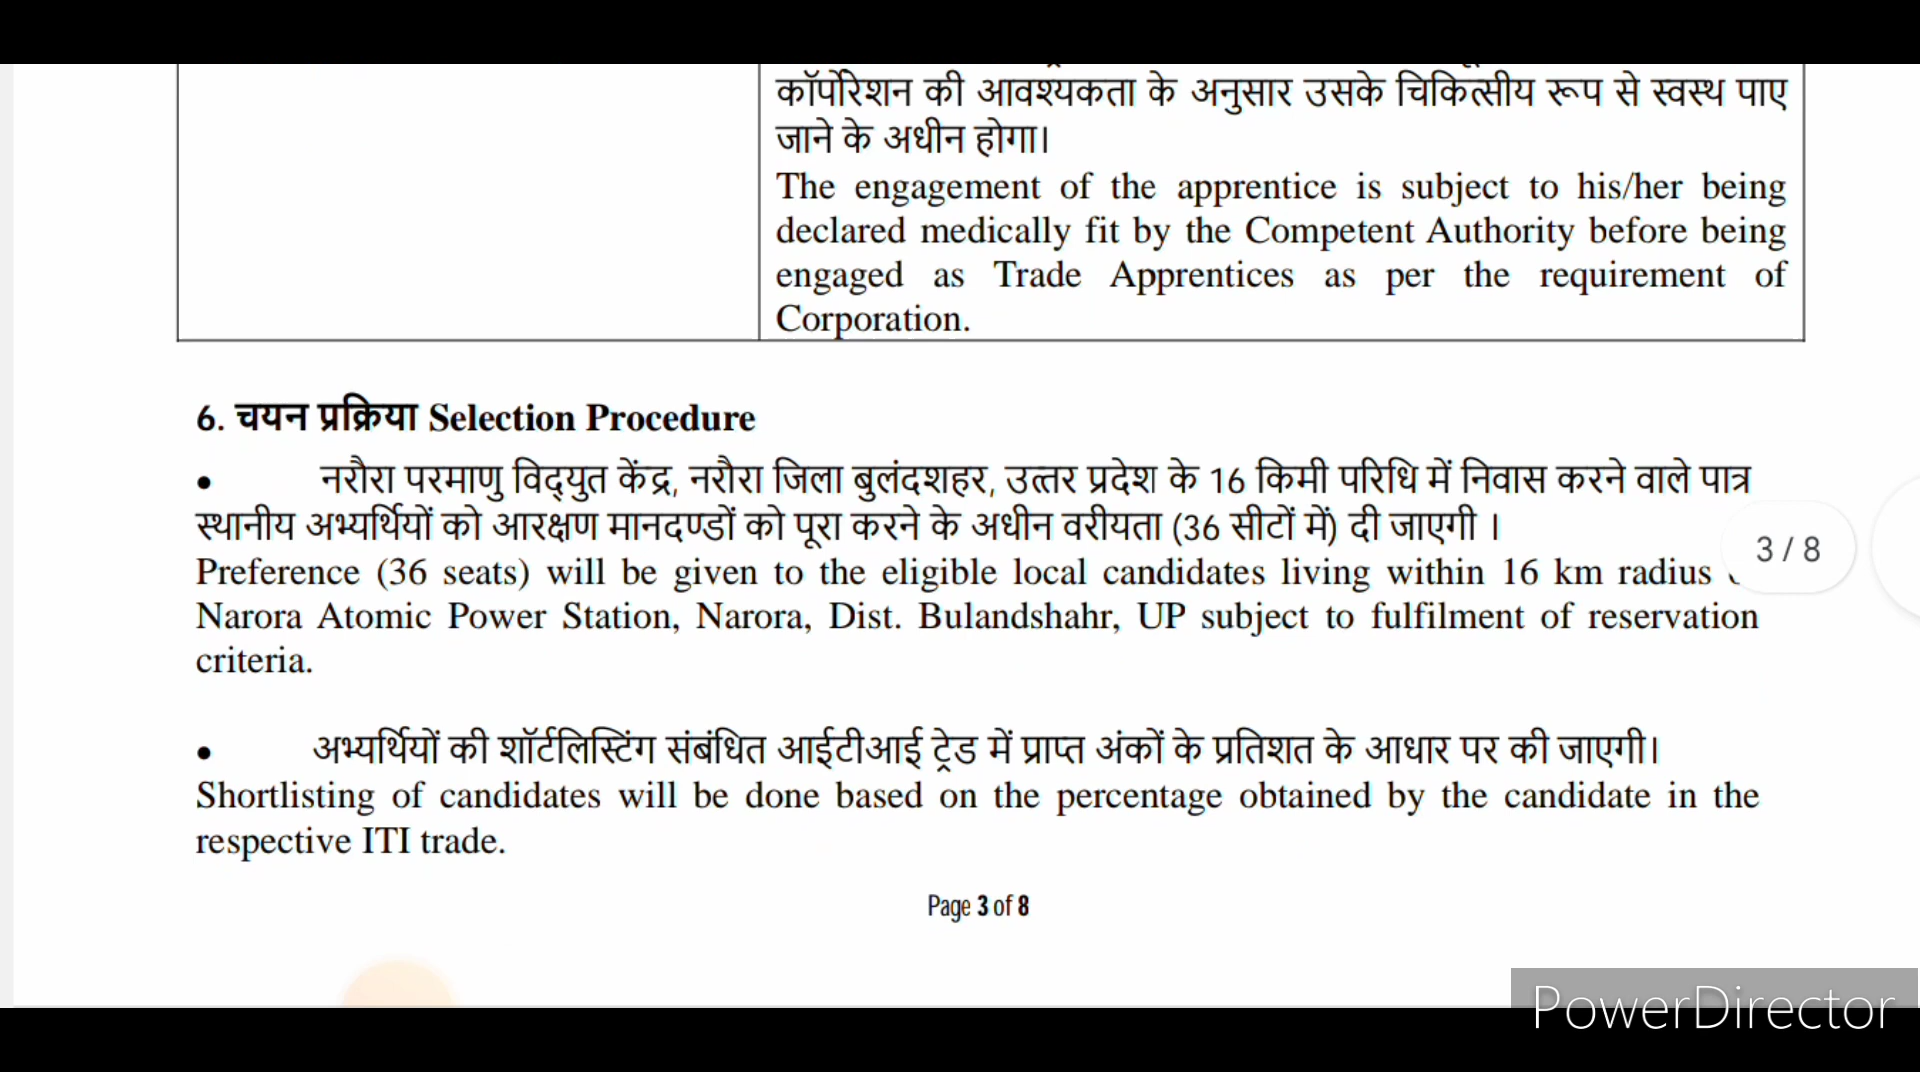 कॉर्पोरेशन की आवश्यकता के अनुसार उसके चिकित्सीय रूप से स्वस्थ पाए
जाने के अधीन होगा।
The engagement of the apprentice is subject to his/her being
declared medically fit by the Competent Authority before being
engaged as Trade Apprentices as per the requirement of
Corporation.
6. चयन प्रक्रिया Selection Procedure
• नरौरा परमाणु विद्युत केंद्र, नरौरा जिला बुलंदशहर, उत्तर प्रदेश के 16 किमी परिधि में निवास करने वाले पात्र
स्थानीय अभ्यर्थियों को आरक्षण मानदण्डों को पूरा करने के अधीन वरीयता (36 सीटों में) दी जाएगी ।
3 / 8
Preference (36 seats) will be given to the eligible local candidates living within 16 km radius
Narora Atomic Power Station, Narora, Dist. Bulandshahr, UP subject to fulfilment of reservation
criteria.
• अभ्यर्थियों की शॉर्टलिस्टिंग संबंधित आईटीआई ट्रेड में प्राप्त अंकों के प्रतिशत के आधार पर की जाएगी।
Shortlisting of candidates will be done based on the percentage obtained by the candidate in the
respective ITI trade.
Page 3 of 8
PowerDirector